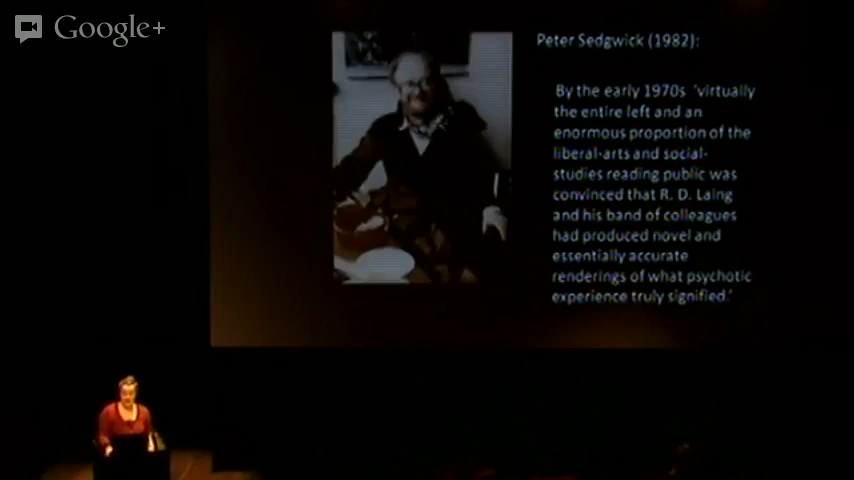 Google+
Peter Sedgwick (1982):
By the early 1970s 'virtually
the entire left and an
enormous proportion of the
liberal-arts and social-
studies reading public was
convinced that R. D. Laing
and his band of colleagues
had produced novel and
essentially accurate
renderings of what psychotic
experience truly signified.'